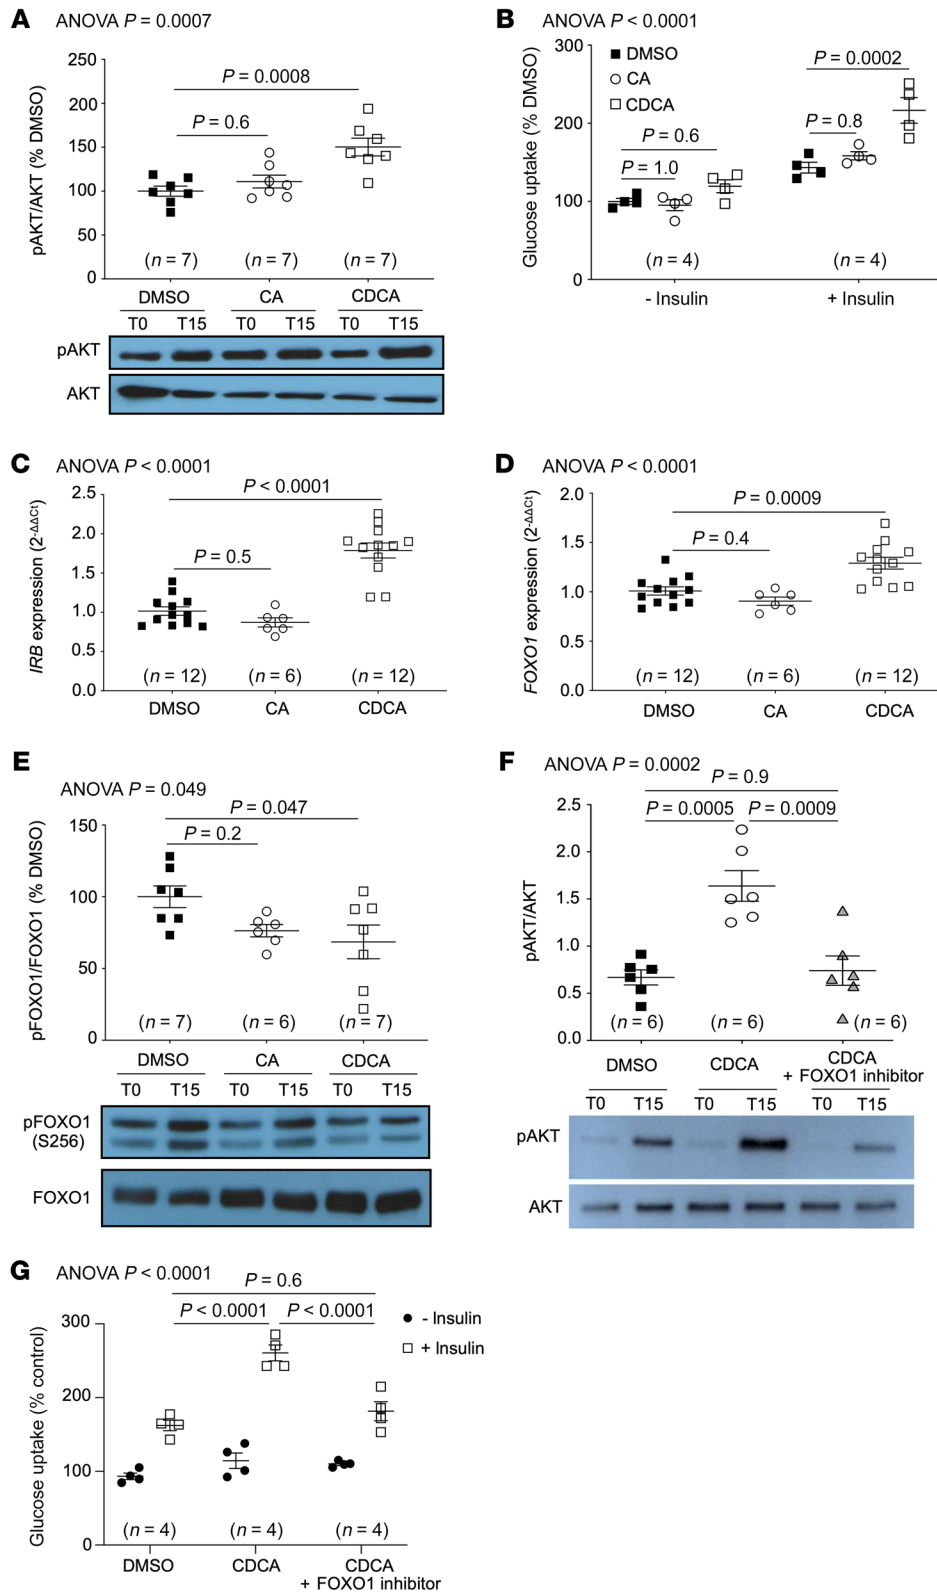 A
ANOVA P = 0.0007
pAKT/AKT (% DMSO)
250
200
150
100
50
0
P = 0.0008
P = 0.6
(n = 7)
(n = 7)
(n = 7)
DMSO
CA
CDCA
T0
T15
T0
T15
T0
T15
pAKT
AKT
B
ANOVA P < 0.0001
Glucose uptake (% DMSO)
300
200
100
0
DMSO
CA
CDCA
P = 0.0002
P = 0.8
P = 0.6
P = 1.0
(n = 4)
(n = 4)
- Insulin
+ Insulin
C
ANOVA P < 0.0001
IRB expression (2-ΔΔCt)
2.5
2.0
1.5
1.0
0.5
0.0
P < 0.0001
P = 0.5
(n = 12)
(n = 6)
(n = 12)
DMSO
CA
CDCA
D
ANOVA P < 0.0001
FOXO1 expression (2-ΔΔCt)
2.0
1.5
1.0
0.5
0.0
P = 0.0009
P = 0.4
(n = 12)
(n = 6)
(n = 12)
DMSO
CA
CDCA
E
ANOVA P = 0.049
pFOXO1/FOXO1 (% DMSO)
150
100
50
0
P = 0.047
P = 0.2
(n = 7)
(n = 6)
(n = 7)
DMSO
CA
CDCA
T0
T15
T0
T15
T0
T15
pFOXO1
(S256)
FOXO1
F
ANOVA P = 0.0002
pAKT/AKT
2.5
2.0
1.5
1.0
0.5
0.0
P = 0.9
P = 0.0005
P = 0.0009
(n = 6)
(n = 6)
(n = 6)
DMSO
CDCA
CDCA
+ FOXO1 inhibitor
T0
T15
T0
T15
T0
T15
pAKT
AKT
G
ANOVA P < 0.0001
Glucose uptake (% control)
300
200
100
0
P = 0.6
P < 0.0001
P < 0.0001
- Insulin
+ Insulin
(n = 4)
(n = 4)
(n = 4)
DMSO
CDCA
CDCA
+ FOXO1 inhibitor